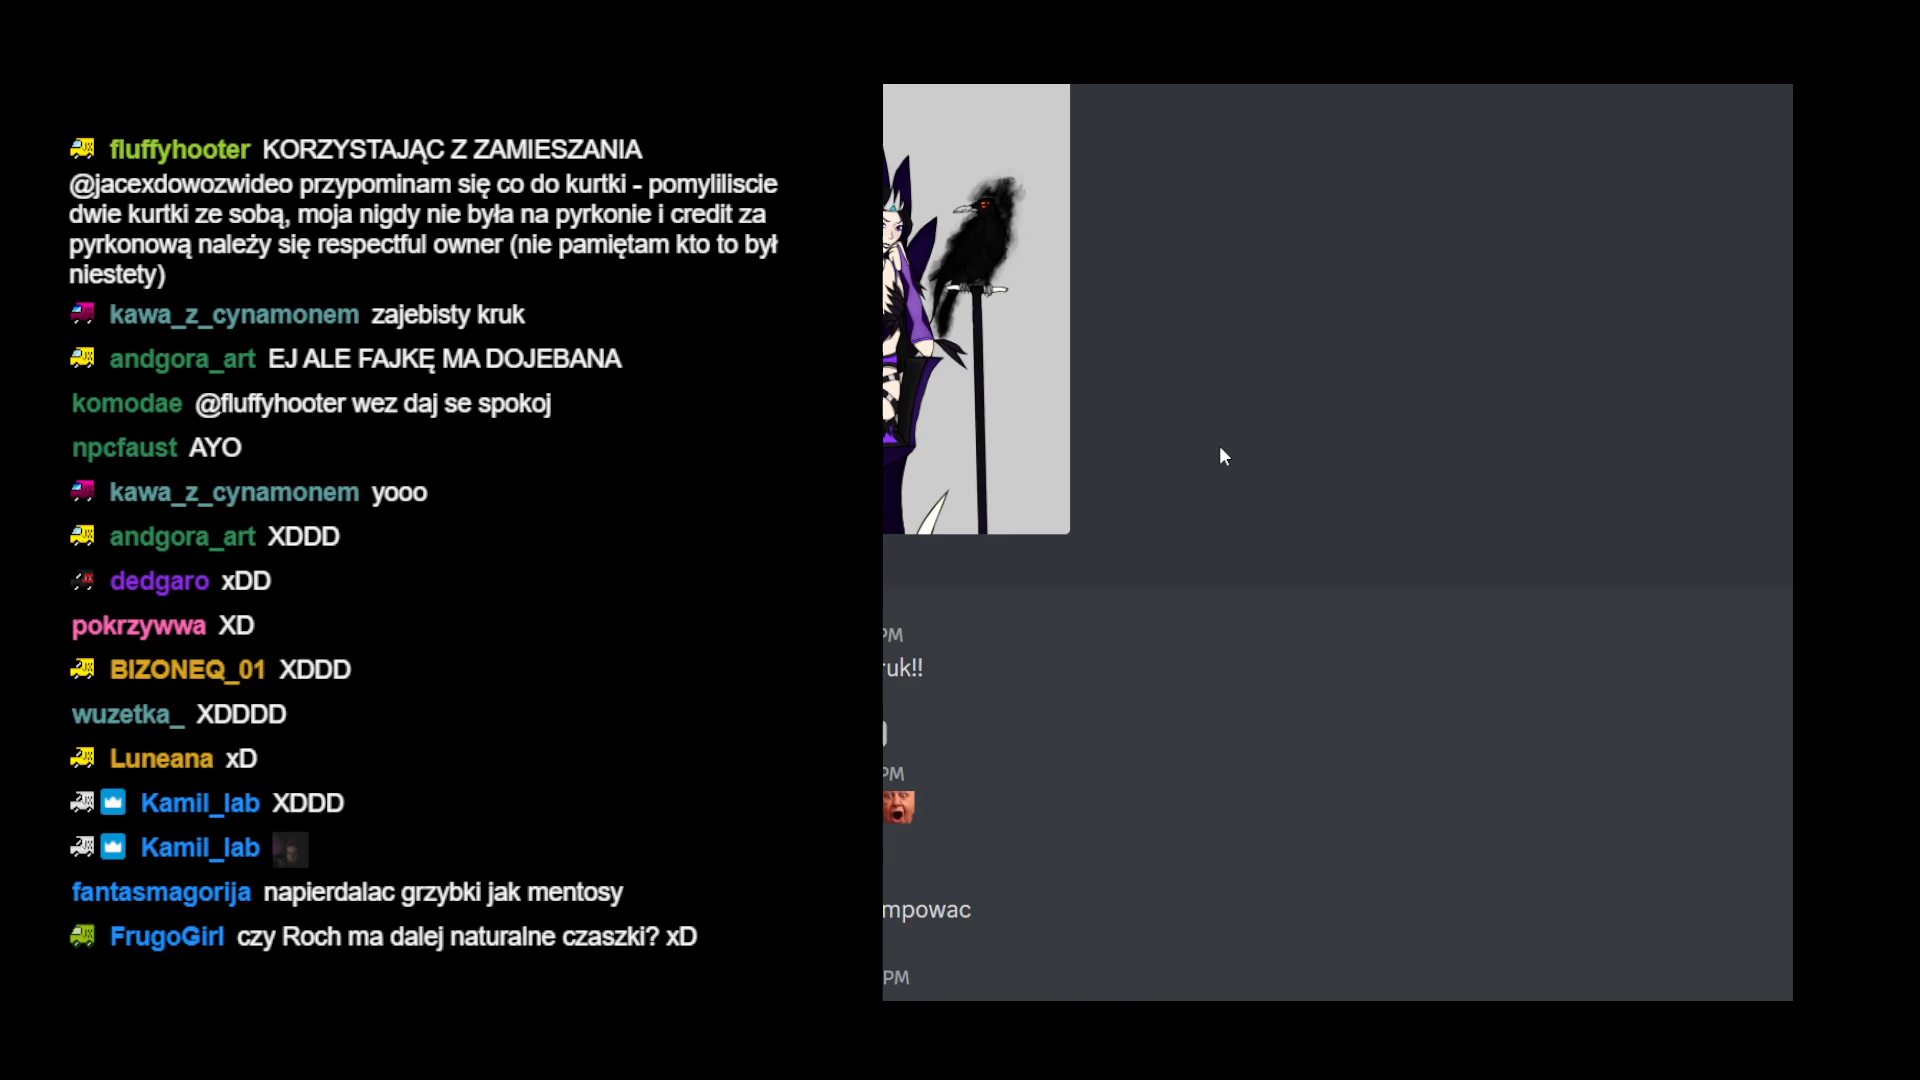 fluffyhooter KORZYSTAJĄC Z ZAMIESZANIA
@jacexdowozwideo przypominam się co do kurtki - pomyliliscie
dwie kurtki ze sobą, moja nigdy nie była na pyrkonie i credit za
pyrkonową należy się respectful owner (nie pamiętam kto to był
niestety)
kawa_z_cynamonem zajebisty kruk
andgora_art EJ ALE FAJKĘ MA DOJEBANA
komodae @fluffyhooter wez daj se spokoj
npcfaust AYO
kawa_z_cynamonem yooo
andgora_art XDDD
dedgaro xDD
pokrzywwa XD
BIZONEQ_01 XDDD
wuzetka_ XDDDD
Luneana xD
Kamil_lab XDDD
Kamil_lab
fantasmagorija napierdalac grzybki jak mentosy
FrugoGirl czy Roch ma dalej naturalne czaszki? xD
PM
uk!!
PM
mpowac
PM